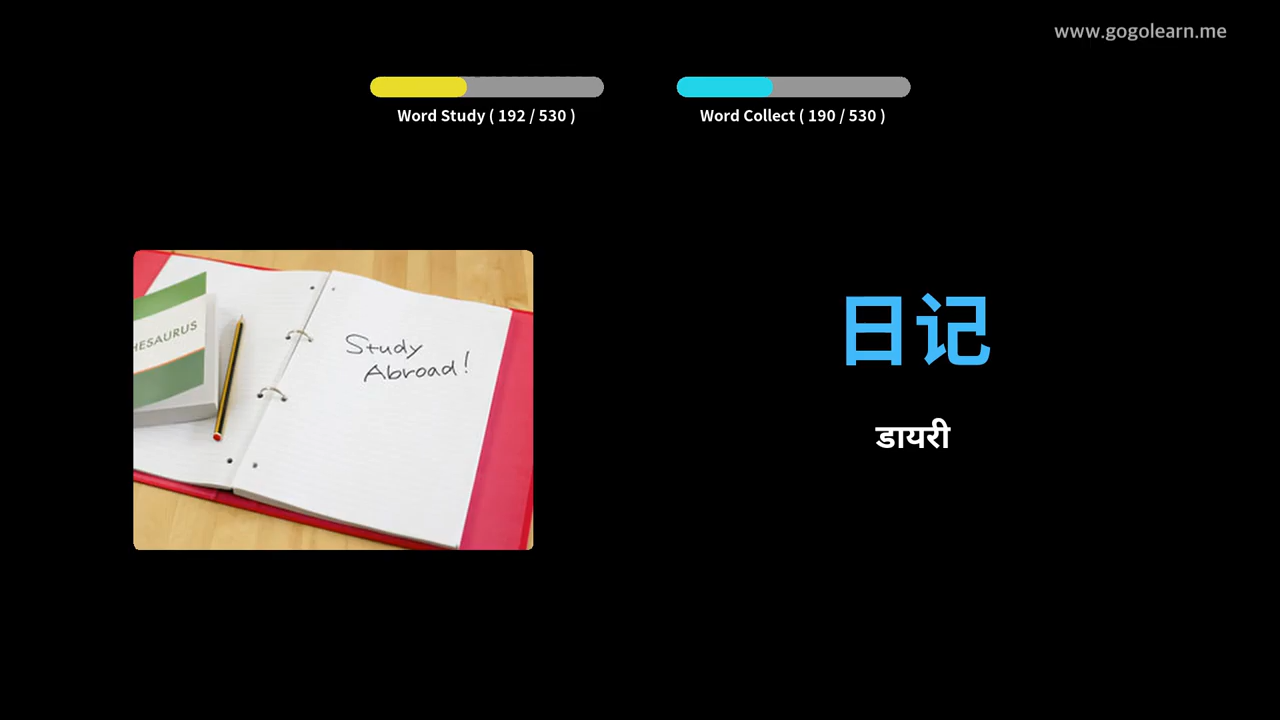 www.gogolearn.me
Word Study ( 192 / 530 )
Word Collect ( 190 / 530 )
HESAURUS
Study
Abroad!
日记
डायरी